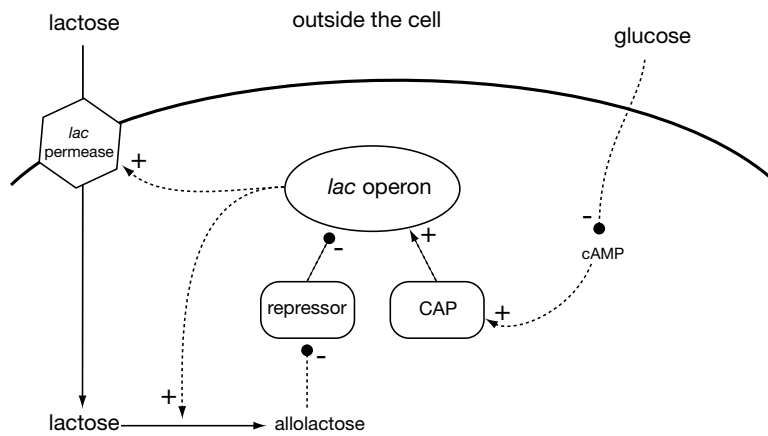 lactose
outside the cell
glucose
lac
permease
+
lac operon
-
cAMP
-
+
repressor
CAP
+
-
+
lactose
allolactose